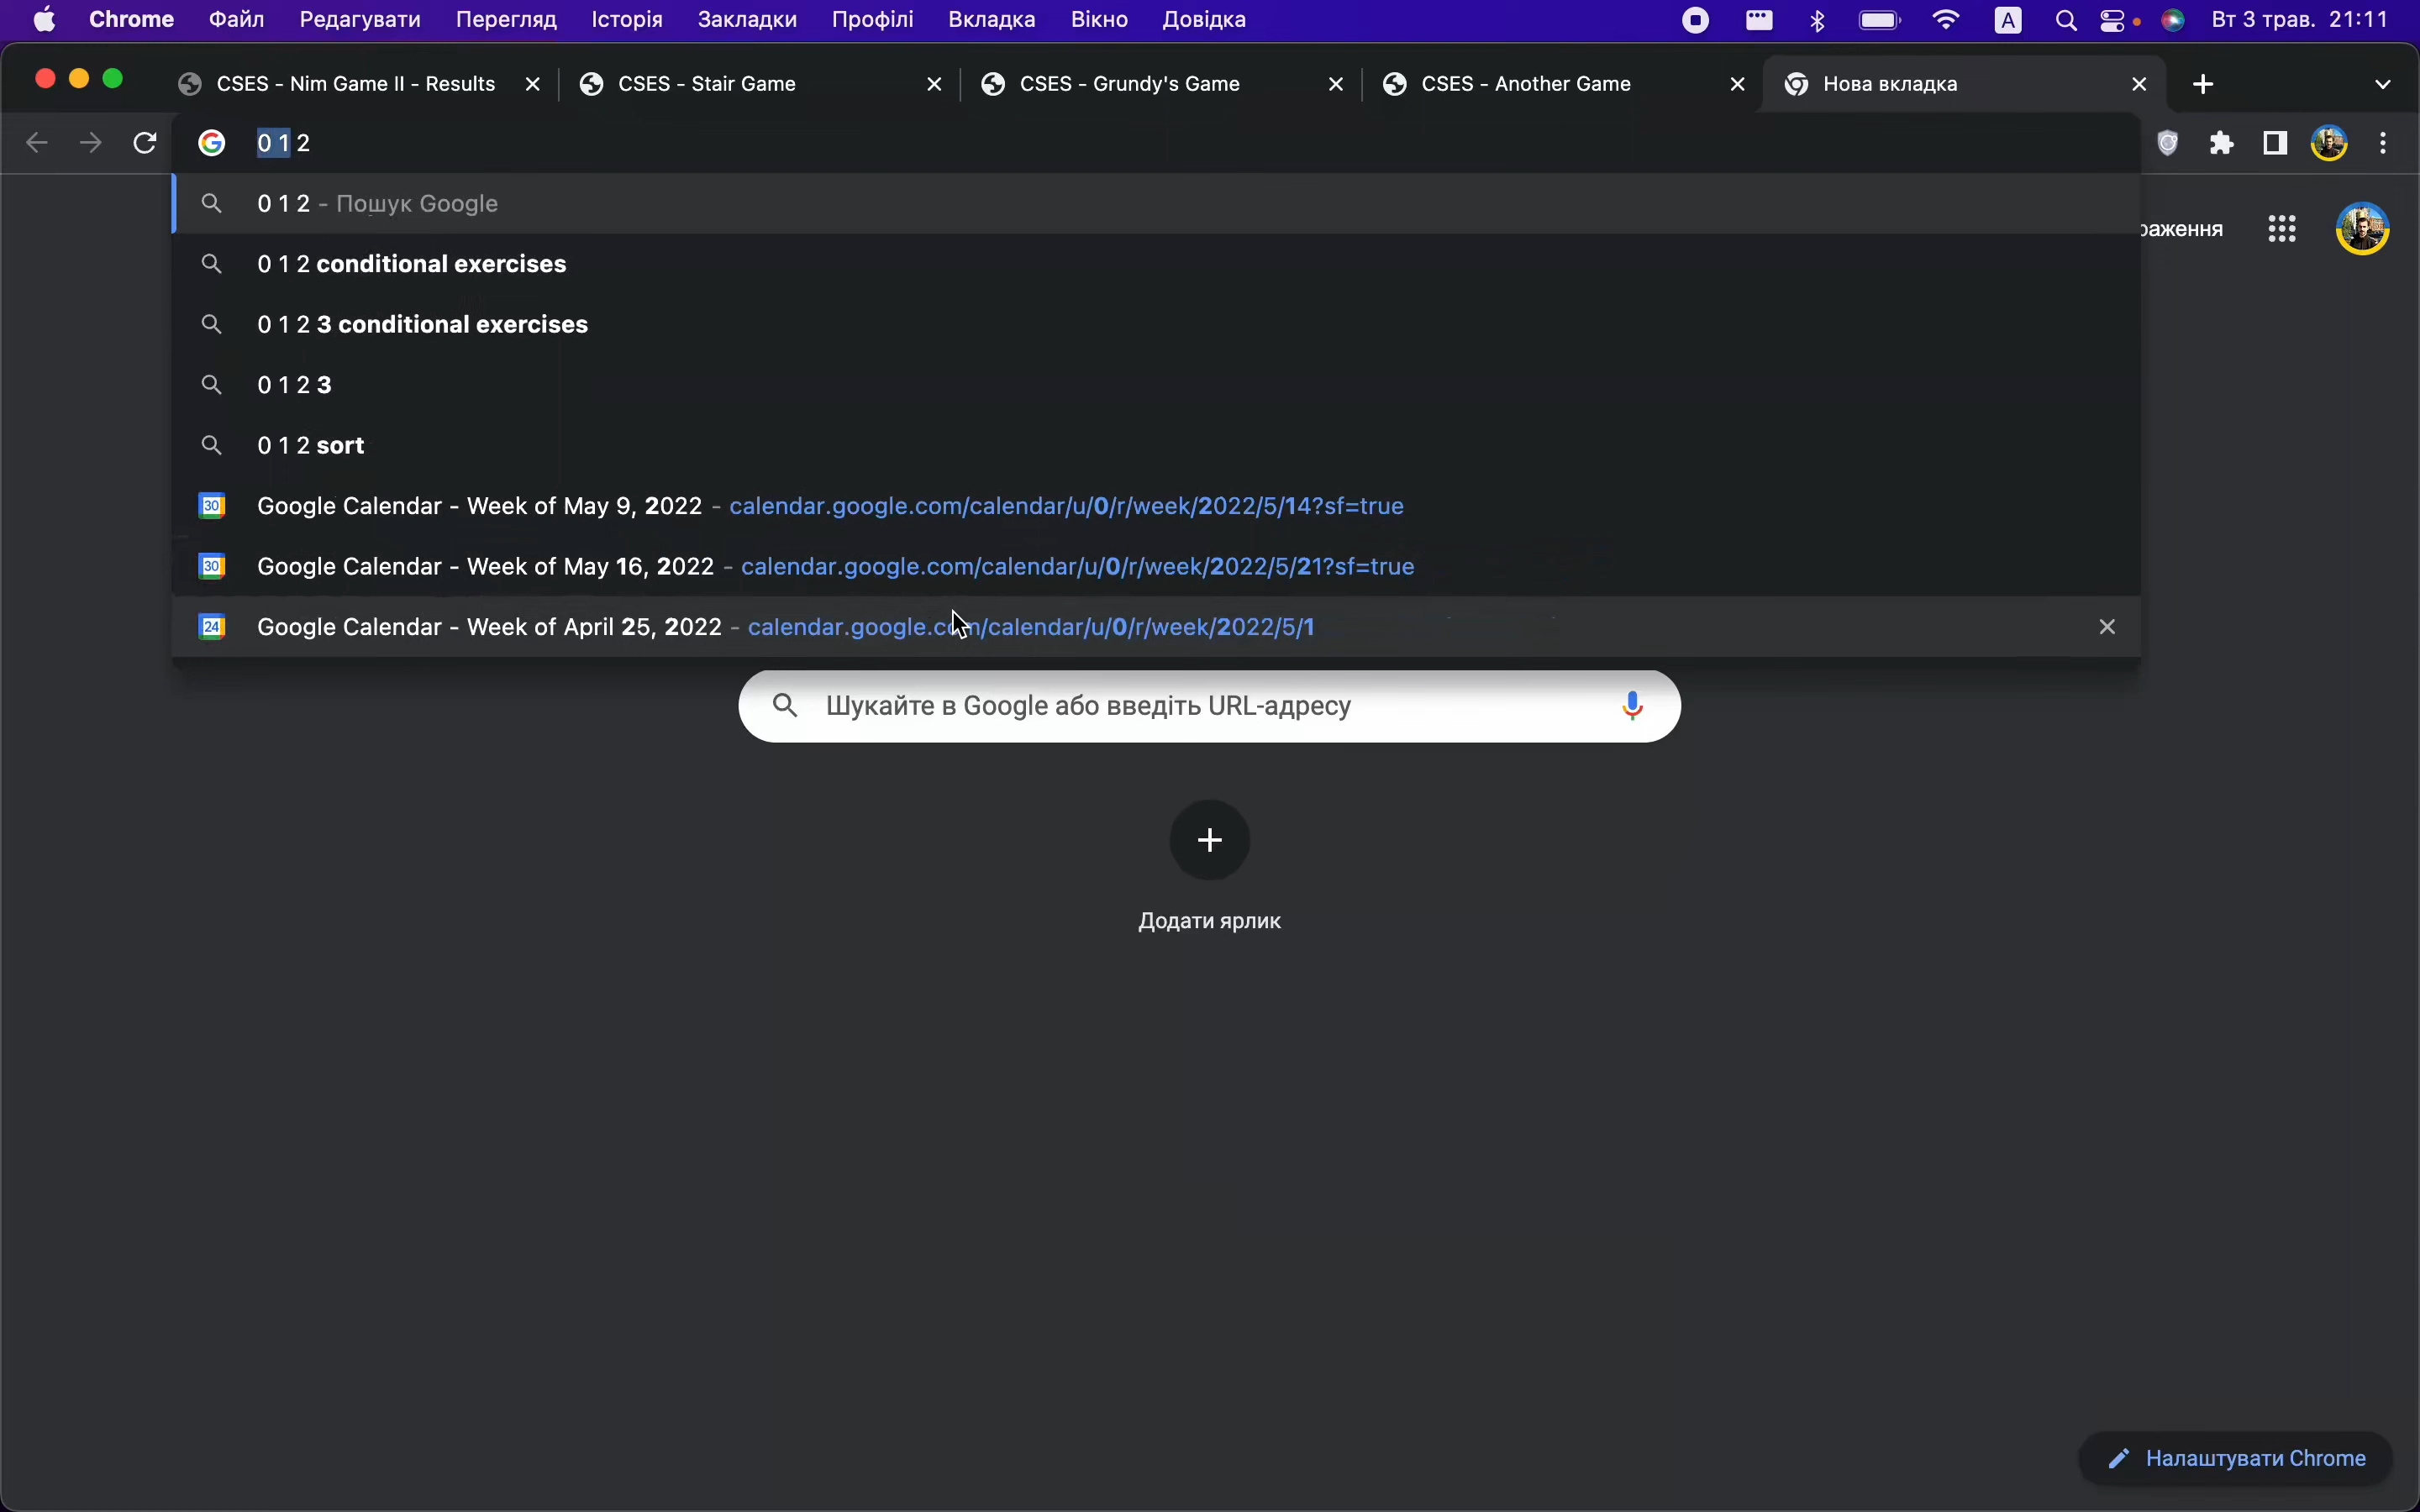 Chrome Файл Редагувати Перегляд Історія Закладки Профілі Вкладка Вікно Довідка A Вт 3 трав. 21:11
CSES - Nim Game II - Results CSES - Stair Game CSES - Grundy's Game CSES - Another Game Нова вкладка
0 1 2
0 1 2 - Пошук Google
раження
0 1 2 conditional exercises
0 1 2 3 conditional exercises
0 1 2 3
0 1 2 sort
30 Google Calendar - Week of May 9, 2022 - calendar.google.com/calendar/u/0/r/week/2022/5/14?sf=true
30 Google Calendar - Week of May 16, 2022 - calendar.google.com/calendar/u/0/r/week/2022/5/21?sf=true
24 Google Calendar - Week of April 25, 2022 - calendar.google.com/calendar/u/0/r/week/2022/5/1
Шукайте в Google або введіть URL-адресу
Додати ярлик
Налаштувати Chrome